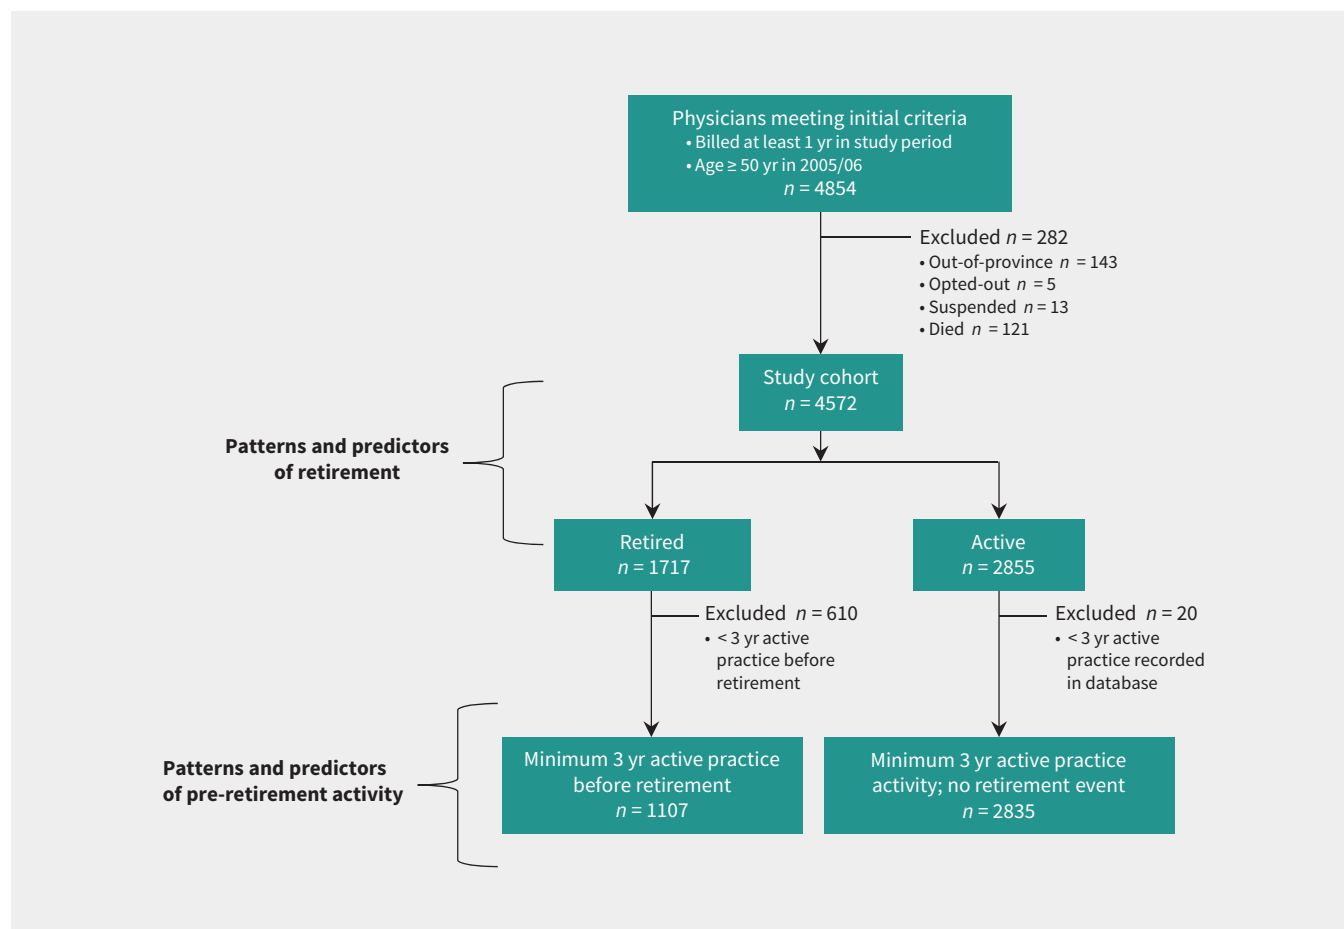 Physicians meeting initial criteria
• Billed at least 1 yr in study period
• Age ≥ 50 yr in 2005/06
n = 4854
Excluded n = 282
• Out-of-province n = 143
• Opted-out n = 5
• Suspended n = 13
• Died n = 121
Study cohort
n = 4572
Patterns and predictors
of retirement
Retired
n = 1717
Active
n = 2855
Excluded n = 610
• < 3 yr active
practice before
retirement
Excluded n = 20
• < 3 yr active
practice recorded
in database
Patterns and predictors
of pre-retirement activity
Minimum 3 yr active practice
before retirement
n = 1107
Minimum 3 yr active practice
activity; no retirement event
n = 2835